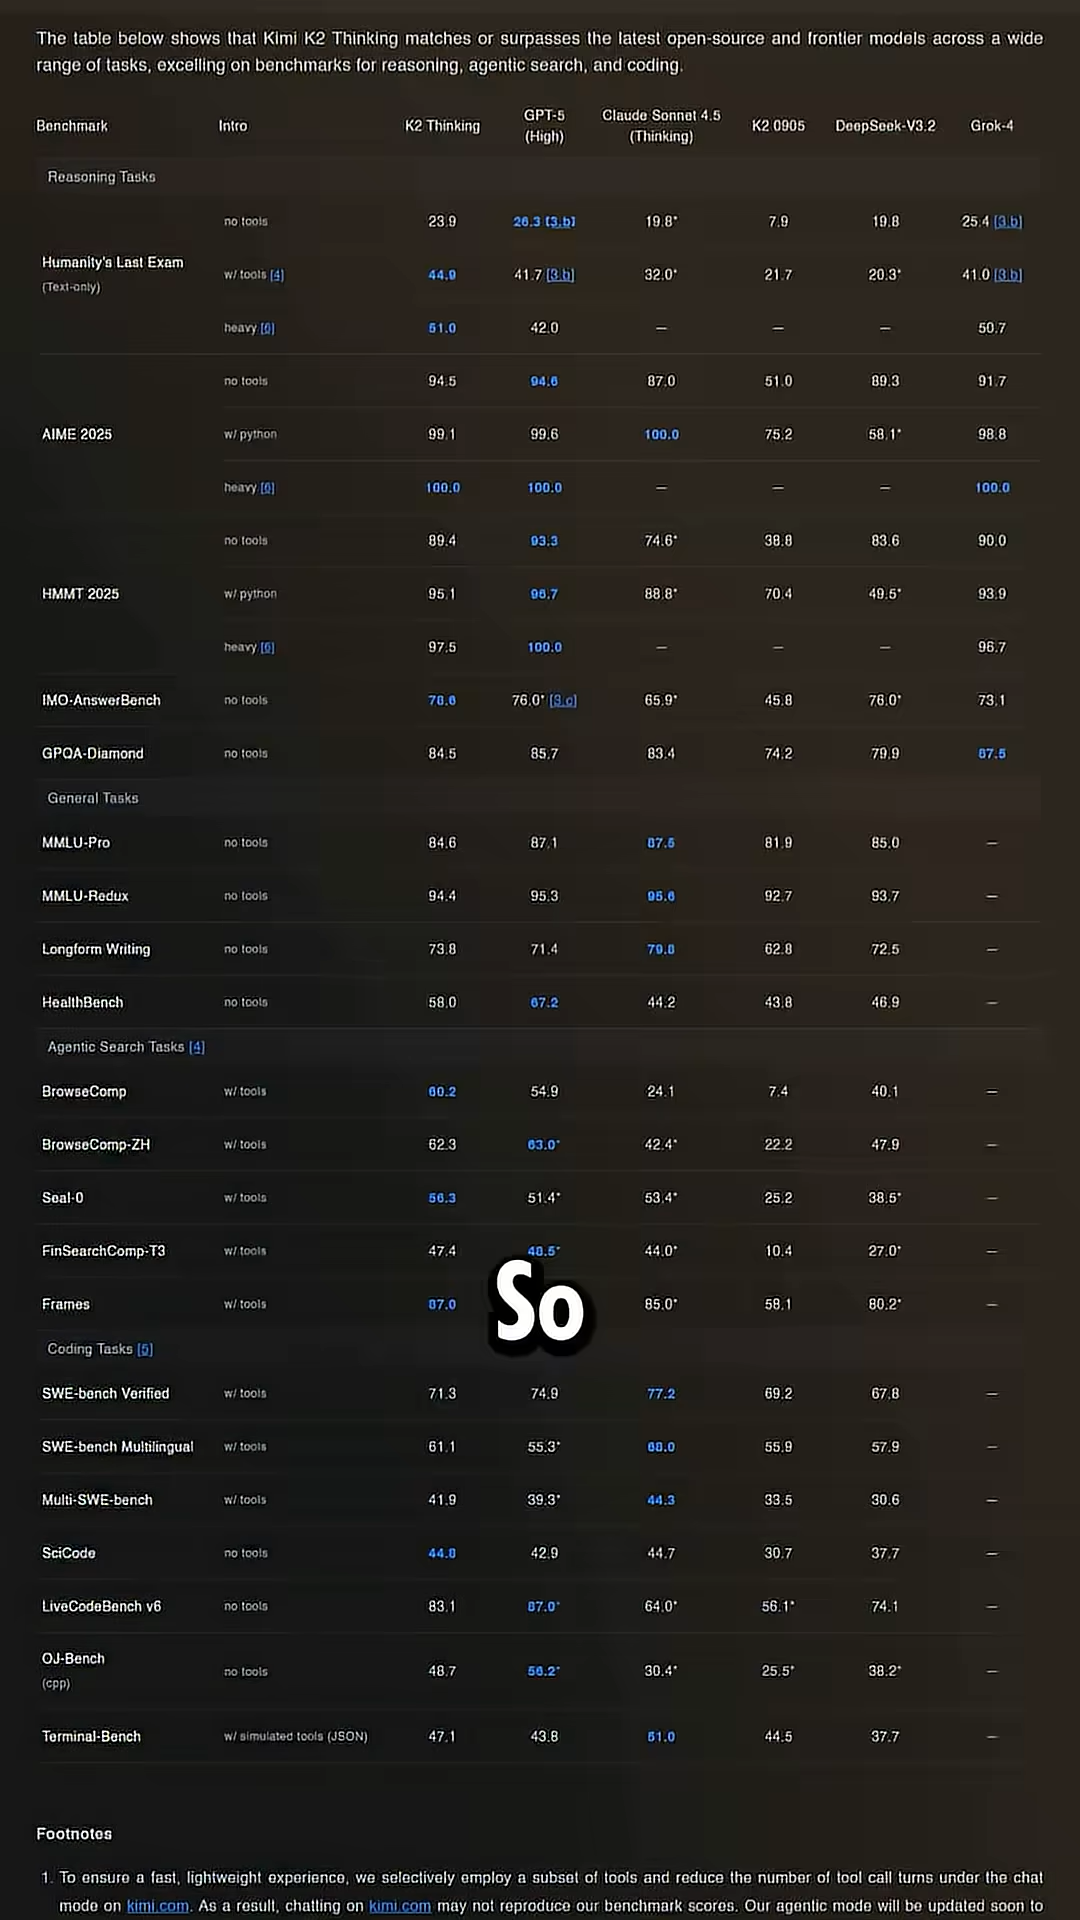 The table below shows that Kimi K2 Thinking matches or surpasses the latest open-source and frontier models across a wide
range of tasks, excelling on benchmarks for reasoning, agentic search, and coding.
Benchmark Intro K2 Thinking GPT-5 (High) Claude Sonnet 4.5 (Thinking) K2 0905 DeepSeek-V3.2 Grok-4
Reasoning Tasks
Humanity's Last Exam
(Text-only)
no tools 23.9 26.3 [3.b] 19.8* 7.9 19.8 25.4 [3.b]
w/ tools [4] 44.9 41.7 [3.b] 32.0* 21.7 20.3* 41.0 [3.b]
heavy [6] 51.0 42.0 — — — 50.7
AIME 2025
no tools 94.5 94.6 87.0 51.0 89.3 91.7
w/ python 99.1 99.6 100.0 75.2 58.1* 98.8
heavy [6] 100.0 100.0 — — — 100.0
HMMT 2025
no tools 89.4 93.3 74.6* 38.8 83.6 90.0
w/ python 95.1 96.7 88.8* 70.4 49.5* 93.9
heavy [6] 97.5 100.0 — — — 96.7
IMO-AnswerBench no tools 78.6 76.0* [3.c] 65.9* 45.8 76.0* 73.1
GPQA-Diamond no tools 84.5 85.7 83.4 74.2 79.9 87.5
General Tasks
MMLU-Pro no tools 84.6 87.1 87.5 81.9 85.0 —
MMLU-Redux no tools 94.4 95.3 95.6 92.7 93.7 —
Longform Writing no tools 73.8 71.4 79.8 62.8 72.5 —
HealthBench no tools 58.0 67.2 44.2 43.8 46.9 —
Agentic Search Tasks [4]
BrowseComp w/ tools 60.2 54.9 24.1 7.4 40.1 —
BrowseComp-ZH w/ tools 62.3 63.0* 42.4* 22.2 47.9 —
Seal-0 w/ tools 56.3 51.4* 53.4* 25.2 38.5* —
FinSearchComp-T3 w/ tools 47.4 48.5* 44.0* 10.4 27.0* —
Frames w/ tools 87.0 85.0* 58.1 80.2* —
So
Coding Tasks [5]
SWE-bench Verified w/ tools 71.3 74.9 77.2 69.2 67.8 —
SWE-bench Multilingual w/ tools 61.1 55.3* 68.0 55.9 57.9 —
Multi-SWE-bench w/ tools 41.9 39.3* 44.3 33.5 30.6 —
SciCode no tools 44.8 42.9 44.7 30.7 37.7 —
LiveCodeBench v6 no tools 83.1 87.0* 64.0* 56.1* 74.1 —
OJ-Bench
(cpp)
no tools 48.7 56.2* 30.4* 25.5* 38.2* —
Terminal-Bench w/ simulated tools (JSON) 47.1 43.8 51.0 44.5 37.7 —
Footnotes
1. To ensure a fast, lightweight experience, we selectively employ a subset of tools and reduce the number of tool call turns under the chat
mode on kimi.com. As a result, chatting on kimi.com may not reproduce our benchmark scores. Our agentic mode will be updated soon to